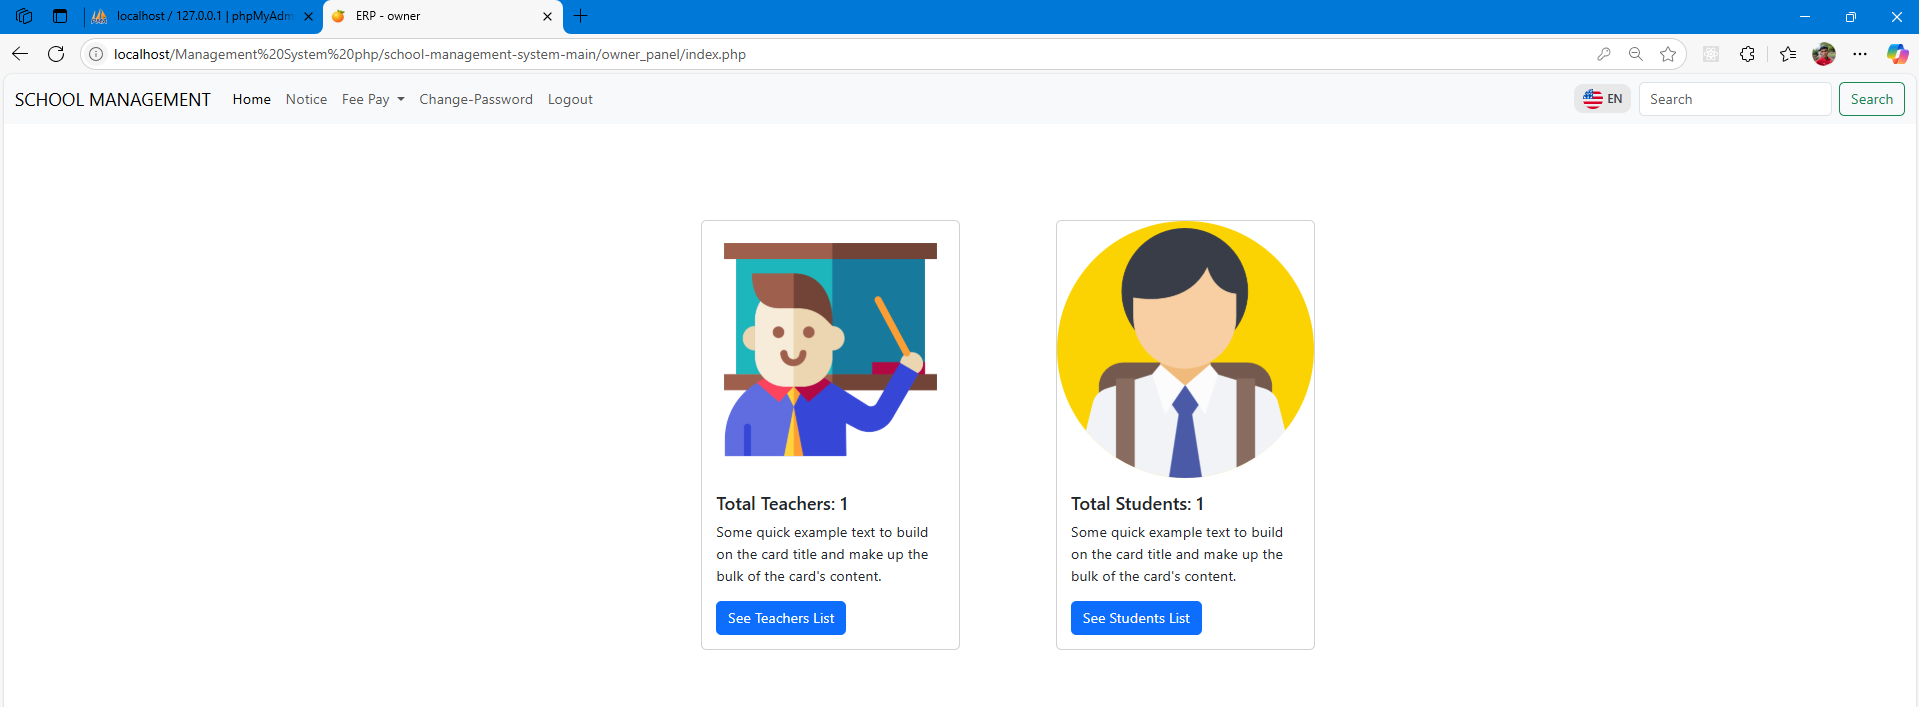 localhost / 127.0.0.1 | phpMyAdm
ERP - owner
localhost/Management%20System%20php/school-management-system-main/owner_panel/index.php
SCHOOL MANAGEMENT Home Notice Fee Pay Change-Password Logout EN Search Search
Total Teachers: 1
Some quick example text to build
on the card title and make up the
bulk of the card's content.
See Teachers List
Total Students: 1
Some quick example text to build
on the card title and make up the
bulk of the card's content.
See Students List